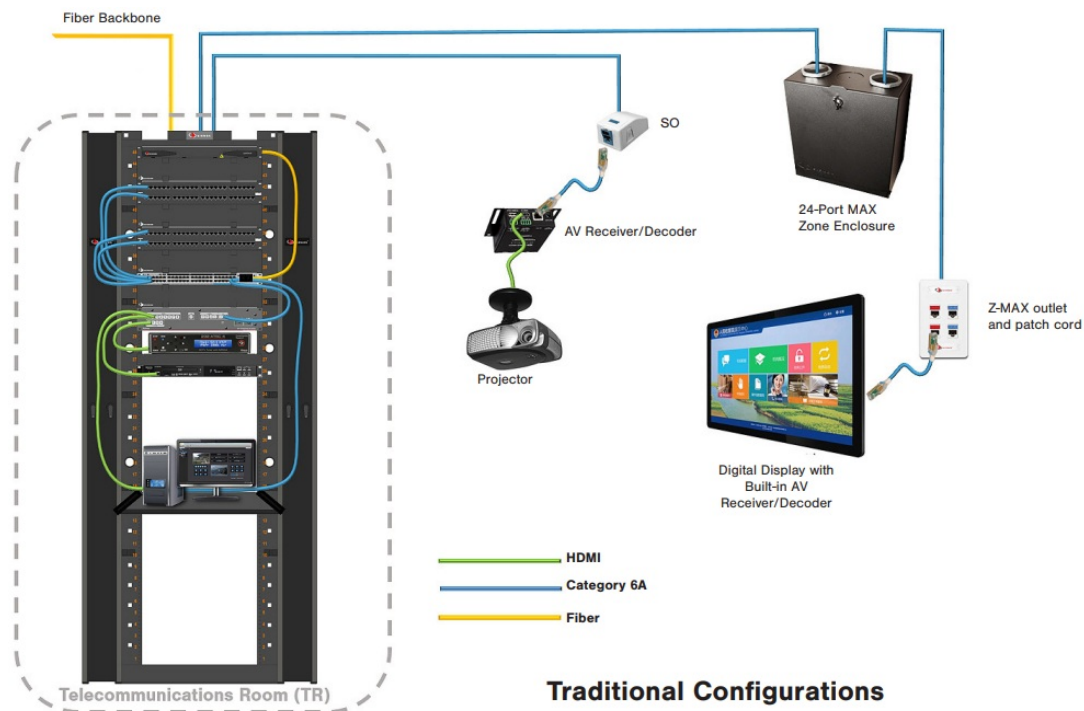 Fiber Backbone
SO
24-Port MAX
Zone Enclosure
AV Receiver/Decoder
Z-MAX outlet
and patch cord
Projector
Digital Display with
Built-in AV
Receiver/Decoder
HDMI
Category 6A
Fiber
Telecommunications Room (TR)
Traditional Configurations